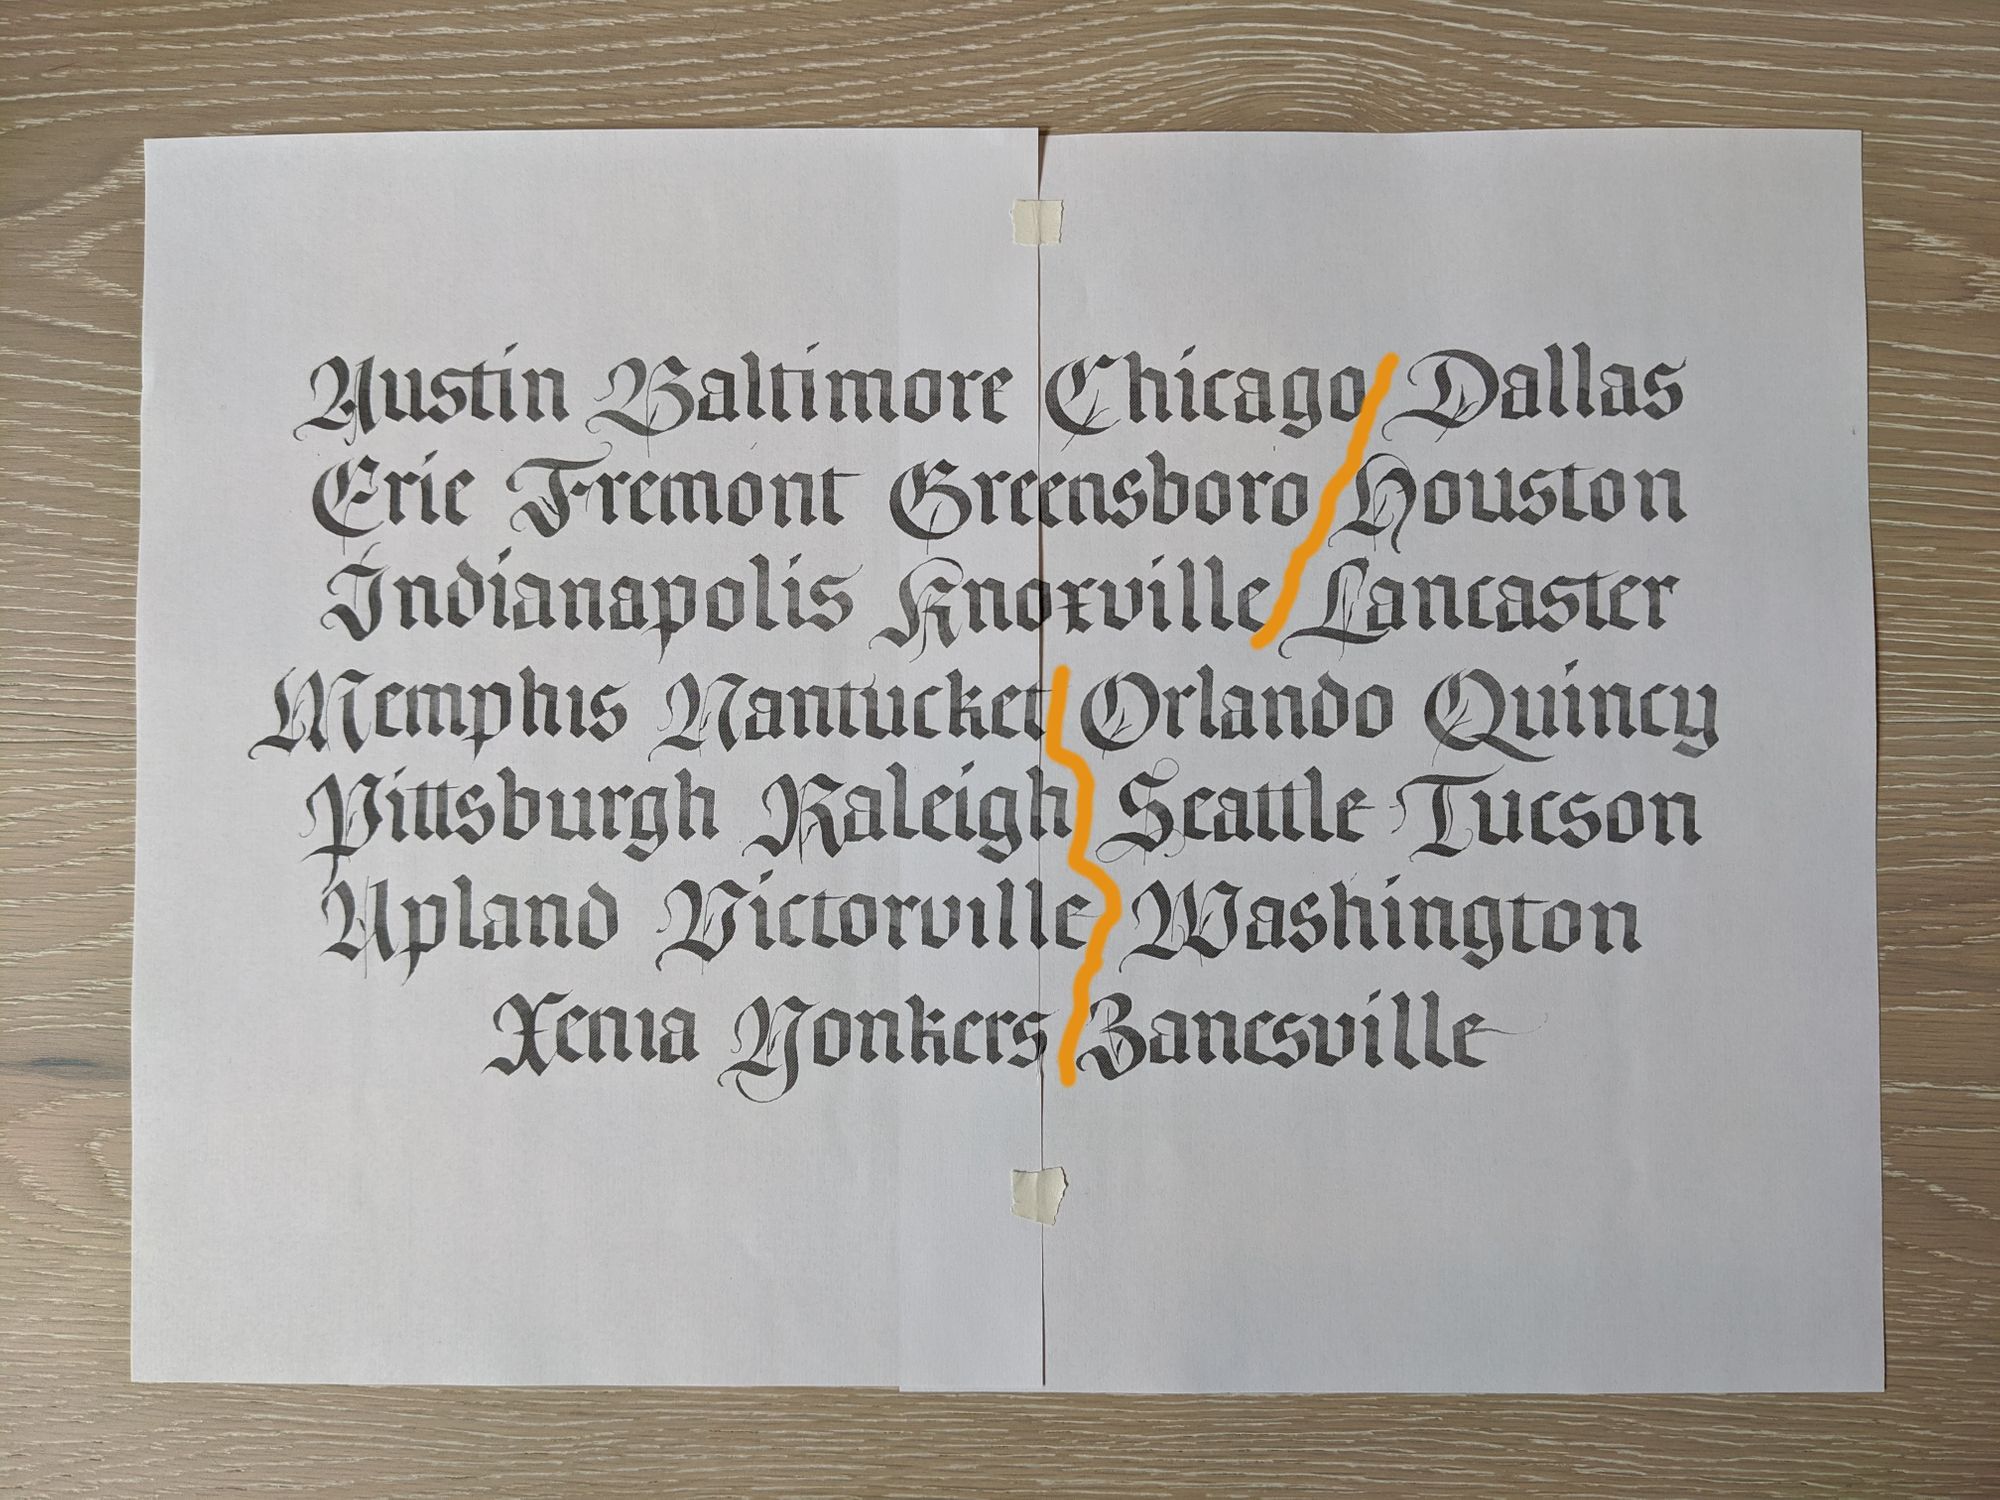 Austin Baltimore Chicago Dallas
Erie Fremont Greensboro Houston
Indianapolis Knoxville Lancaster
Memphis Nantucket Orlando Quincy
Pittsburgh Raleigh Seattle Tucson
Upland Victorville Washington
Xenia Yonkers Zanesville